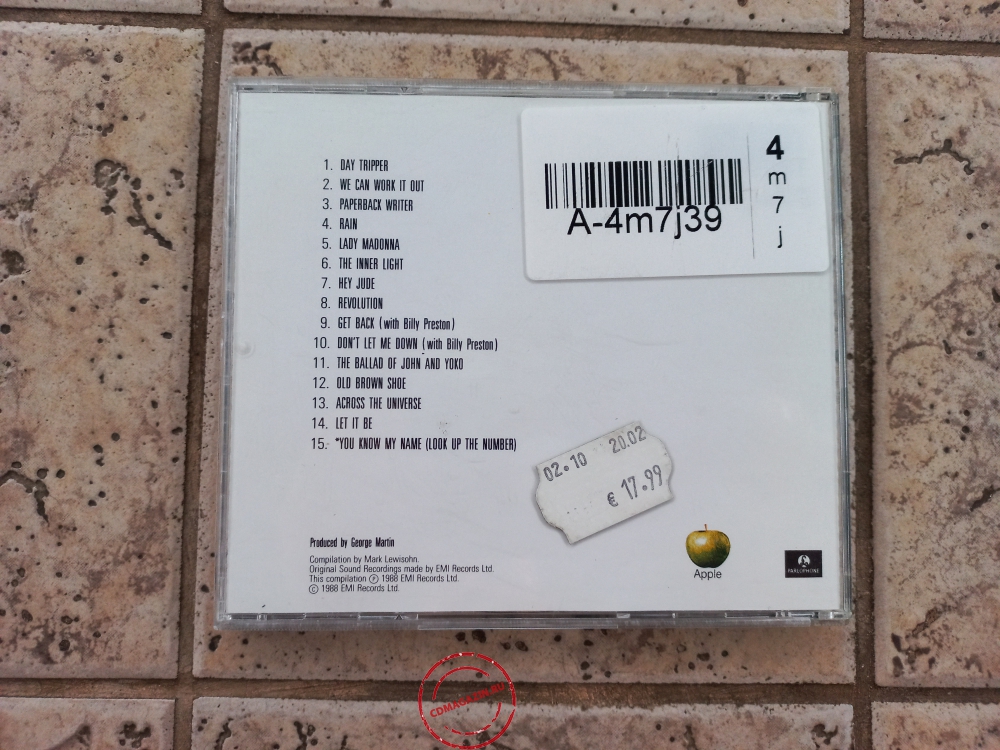 1. DAY TRIPPER
2. WE CAN WORK IT OUT
3. PAPERBACK WRITER
4. RAIN
5. LADY MADONNA
6. THE INNER LIGHT
7. HEY JUDE
8. REVOLUTION
9. GET BACK (with Billy Preston)
10. DON'T LET ME DOWN (with Billy Preston)
11. THE BALLAD OF JOHN AND YOKO
12. OLD BROWN SHOE
13. ACROSS THE UNIVERSE
14. LET IT BE
15. *YOU KNOW MY NAME (LOOK UP THE NUMBER)
A-4m7j39
4
m
7
j
02.10 20.02
€ 17.99
Produced by George Martin
Compilation by Mark Lewisohn.
Original Sound Recordings made by EMI Records Ltd.
This compilation Ⓟ 1988 EMI Records Ltd.
© 1988 EMI Records Ltd.
Apple
PARLOPHONE